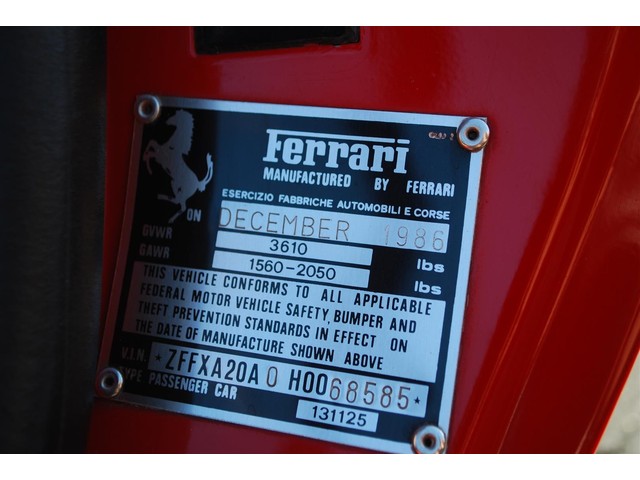 Ferrari
MANUFACTURED BY FERRARI
ESERCIZIO FABBRICHE AUTOMOBILI E CORSE
ON DECEMBER 1986
GVWR 3610 lbs
GAWR 1560-2050 lbs
THIS VEHICLE CONFORMS TO ALL APPLICABLE
FEDERAL MOTOR VEHICLE SAFETY, BUMPER AND
THEFT PREVENTION STANDARDS IN EFFECT ON
THE DATE OF MANUFACTURE SHOWN ABOVE
V.I.N. *ZFFXA20A0H0068585*
TYPE PASSENGER CAR 131125